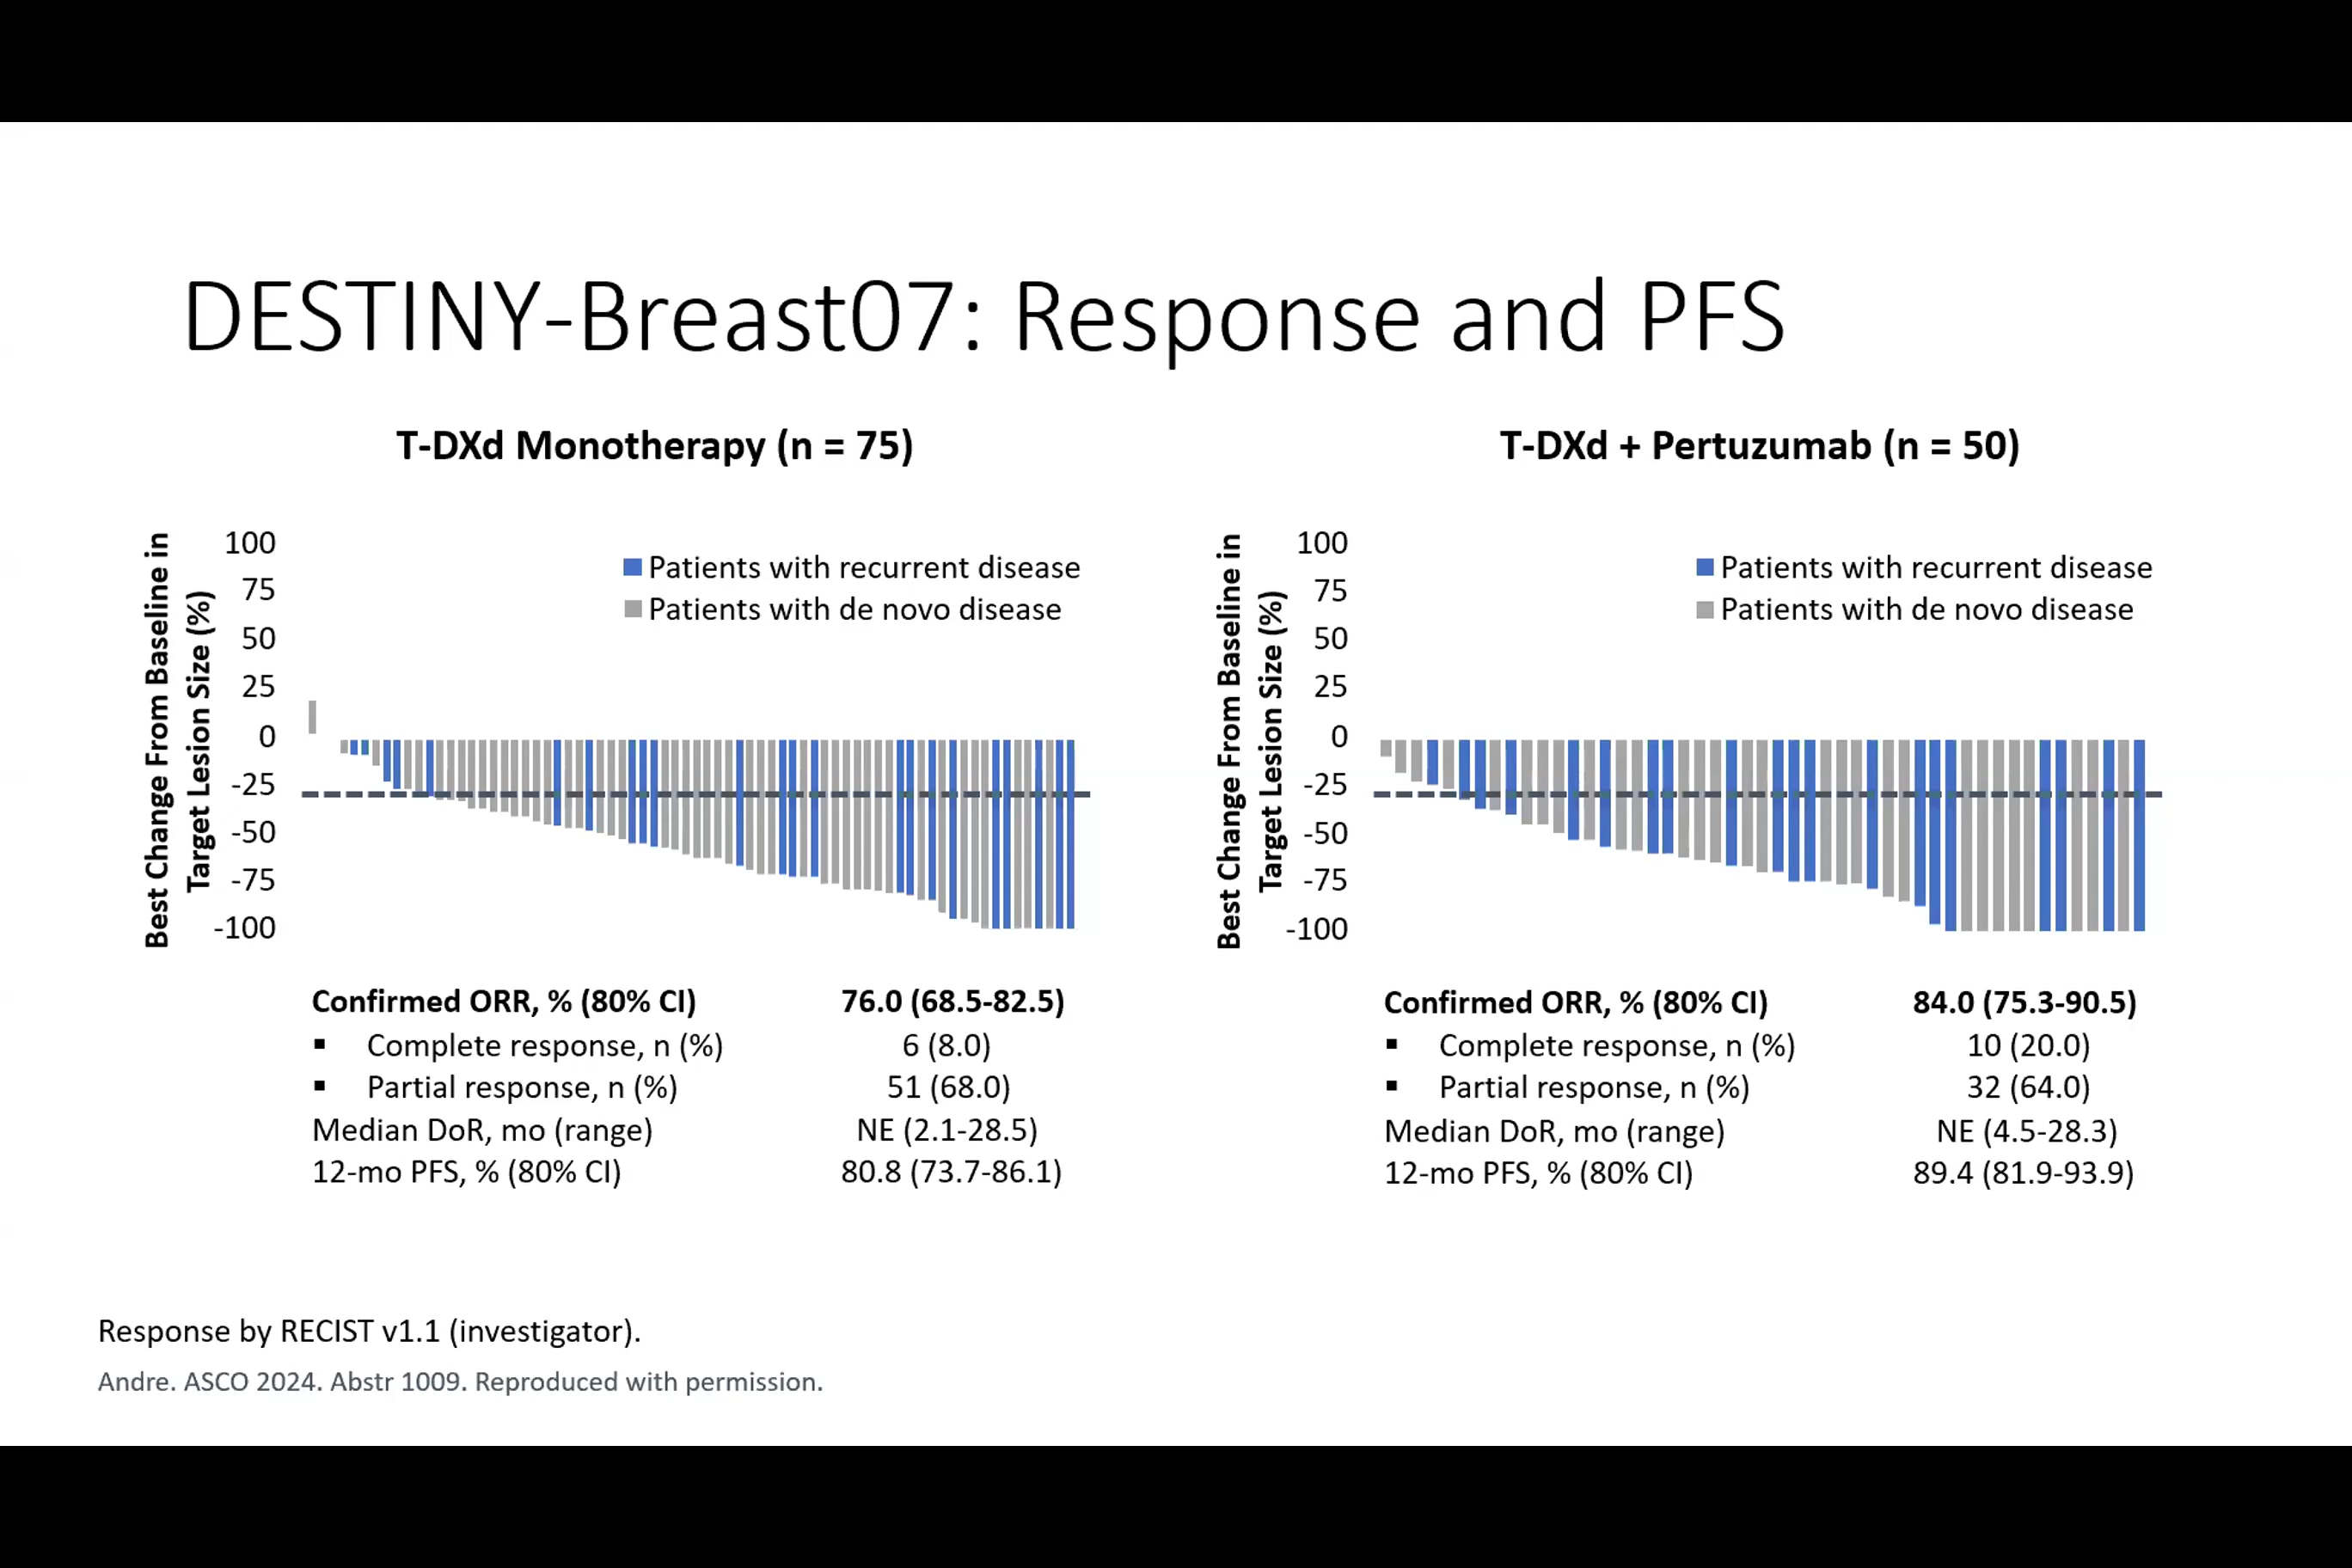 DESTINY-Breast07: Response and PFS
T-DXd Monotherapy (n = 75)
Best Change From Baseline in
Target Lesion Size (%)
100
75
50
25
0
-25
-50
-75
-100
Patients with recurrent disease
Patients with de novo disease
Confirmed ORR, % (80% CI) 76.0 (68.5-82.5)
▪ Complete response, n (%) 6 (8.0)
▪ Partial response, n (%) 51 (68.0)
Median DoR, mo (range) NE (2.1-28.5)
12-mo PFS, % (80% CI) 80.8 (73.7-86.1)
T-DXd + Pertuzumab (n = 50)
Best Change From Baseline in
Target Lesion Size (%)
100
75
50
25
0
-25
-50
-75
-100
Patients with recurrent disease
Patients with de novo disease
Confirmed ORR, % (80% CI) 84.0 (75.3-90.5)
▪ Complete response, n (%) 10 (20.0)
▪ Partial response, n (%) 32 (64.0)
Median DoR, mo (range) NE (4.5-28.3)
12-mo PFS, % (80% CI) 89.4 (81.9-93.9)
Response by RECIST v1.1 (investigator).
Andre. ASCO 2024. Abstr 1009. Reproduced with permission.